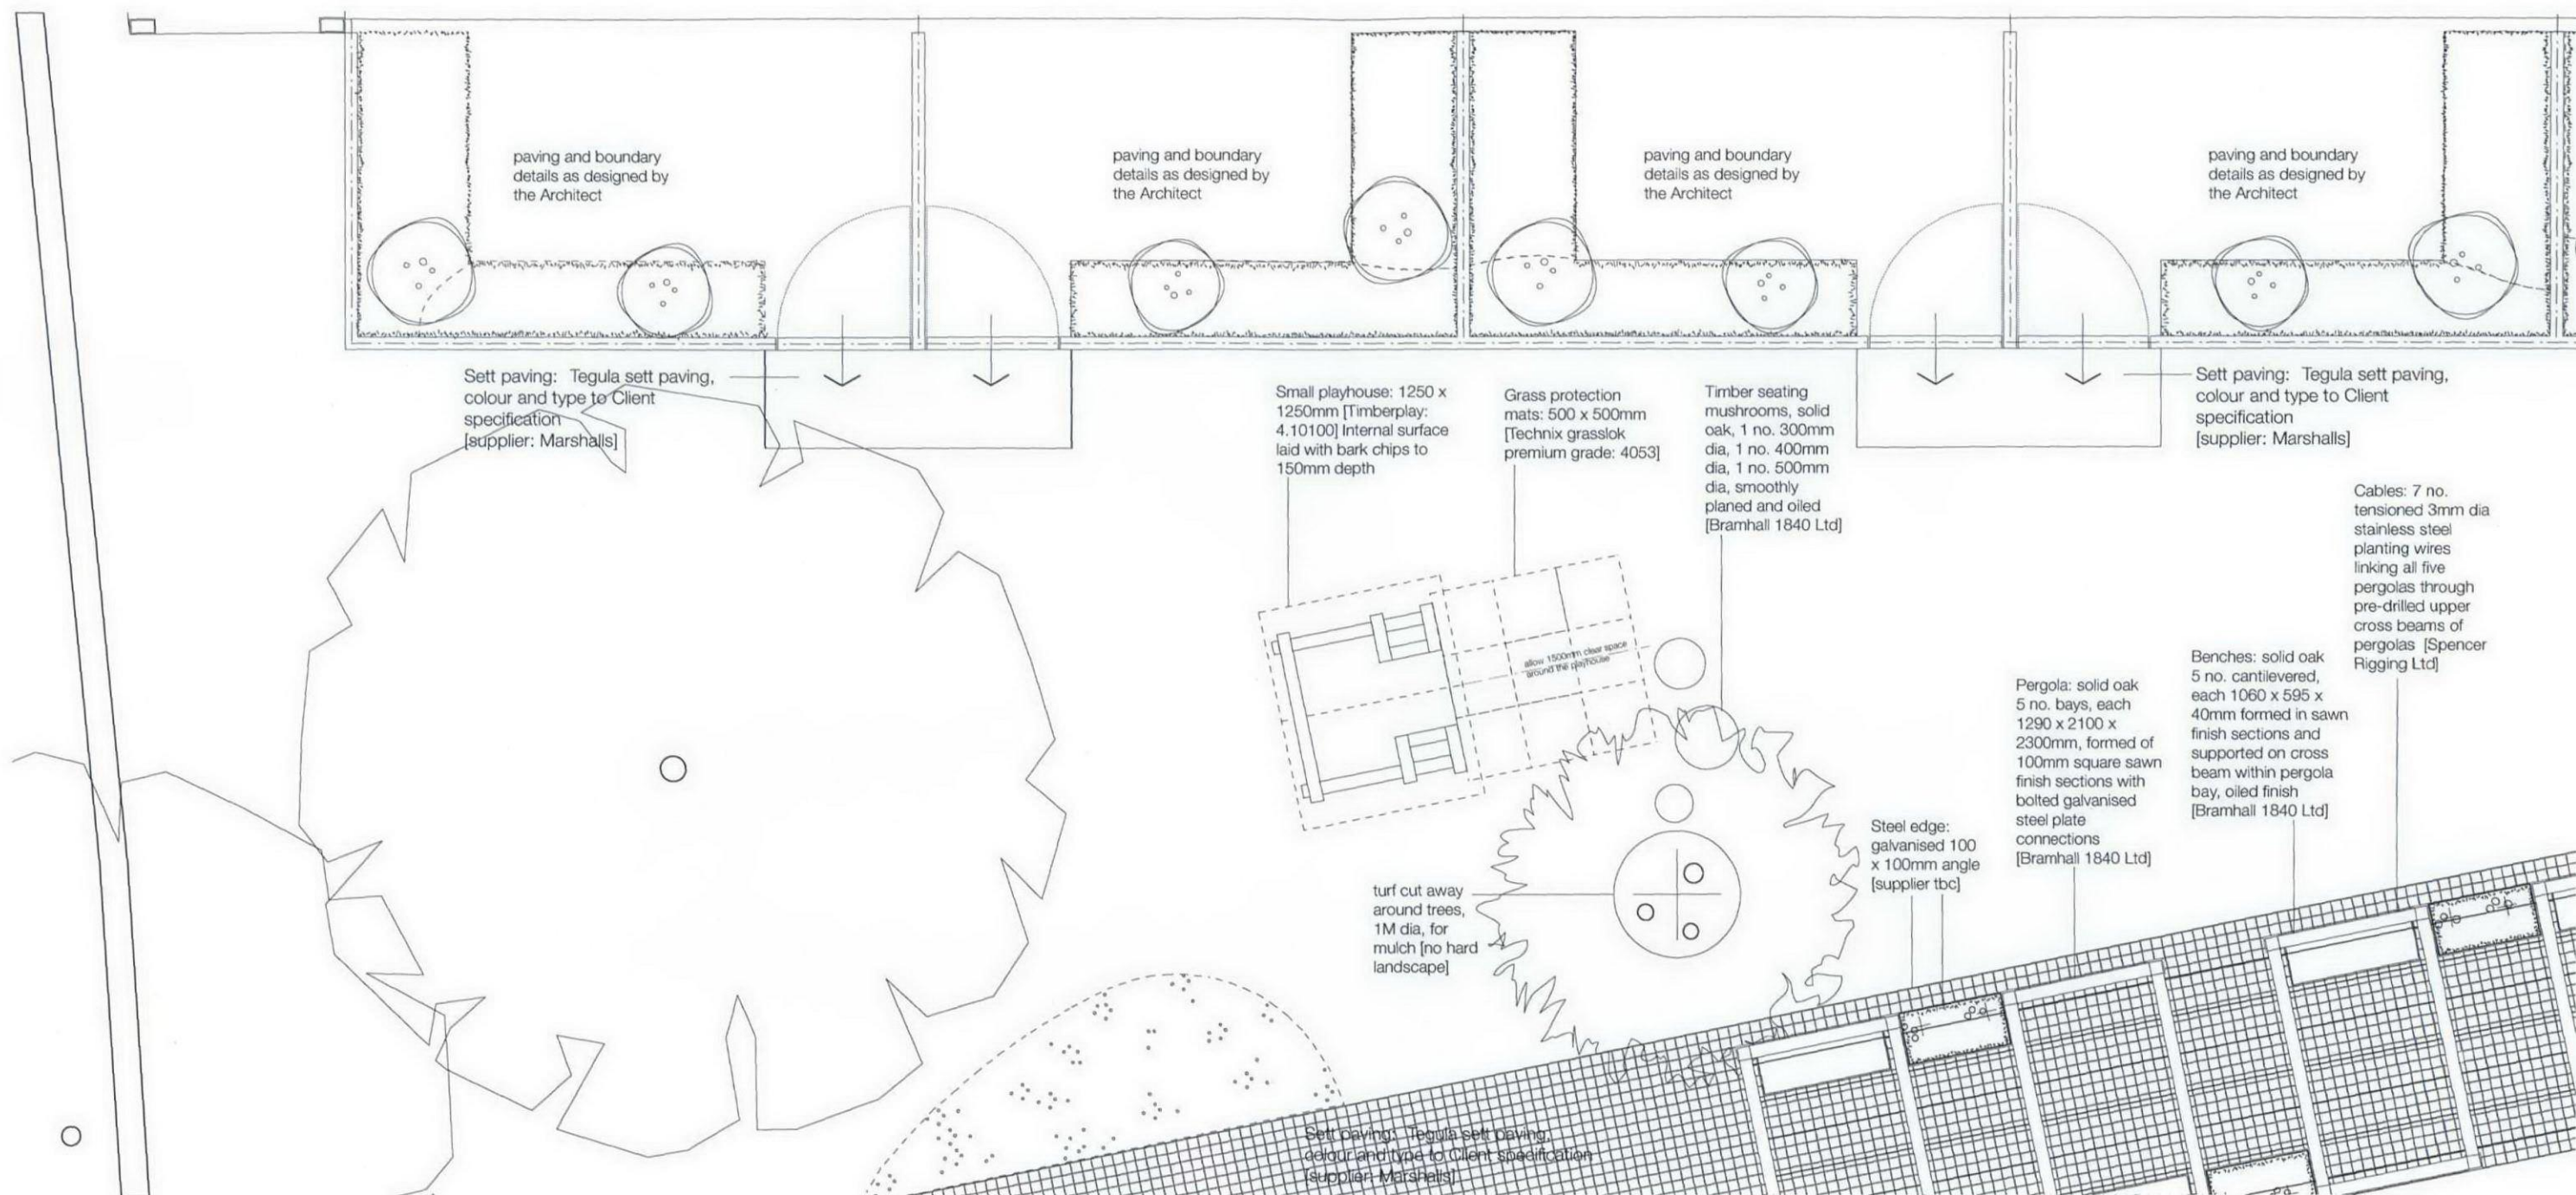 paving and boundary
details as designed by
the Architect
paving and boundary
details as designed by
the Architect
paving and boundary
details as designed by
the Architect
paving and boundary
details as designed by
the Architect
Sett paving: Tegula sett paving,
colour and type to Client
specification
[supplier: Marshalls]
Small playhouse: 1250 x
1250mm [Timberplay:
4.10100] Internal surface
laid with bark chips to
150mm depth
Grass protection
mats: 500 x 500mm
[Technix grasslok
premium grade: 4053]
Timber seating
mushrooms, solid
oak, 1 no. 300mm
dia, 1 no. 400mm
dia, 1 no. 500mm
dia, smoothly
planed and oiled
[Bramhall 1840 Ltd]
Sett paving: Tegula sett paving,
colour and type to Client
specification
[supplier: Marshalls]
Cables: 7 no.
tensioned 3mm dia
stainless steel
planting wires
linking all five
pergolas through
pre-drilled upper
cross beams of
pergolas [Spencer
Rigging Ltd]
allow 1500mm clear space
around the playhouse
Benches: solid oak
5 no. cantilevered,
each 1060 x 595 x
40mm formed in sawn
finish sections and
supported on cross
beam within pergola
bay, oiled finish
[Bramhall 1840 Ltd]
Pergola: solid oak
5 no. bays, each
1290 x 2100 x
2300mm, formed of
100mm square sawn
finish sections with
bolted galvanised
steel plate
connections
[Bramhall 1840 Ltd]
Steel edge:
galvanised 100
x 100mm angle
[supplier tbc]
turf cut away
around trees,
1M dia, for
mulch [no hard
landscape]
Sett paving: Tegula sett paving,
colour and type to Client specification
[supplier: Marshalls]